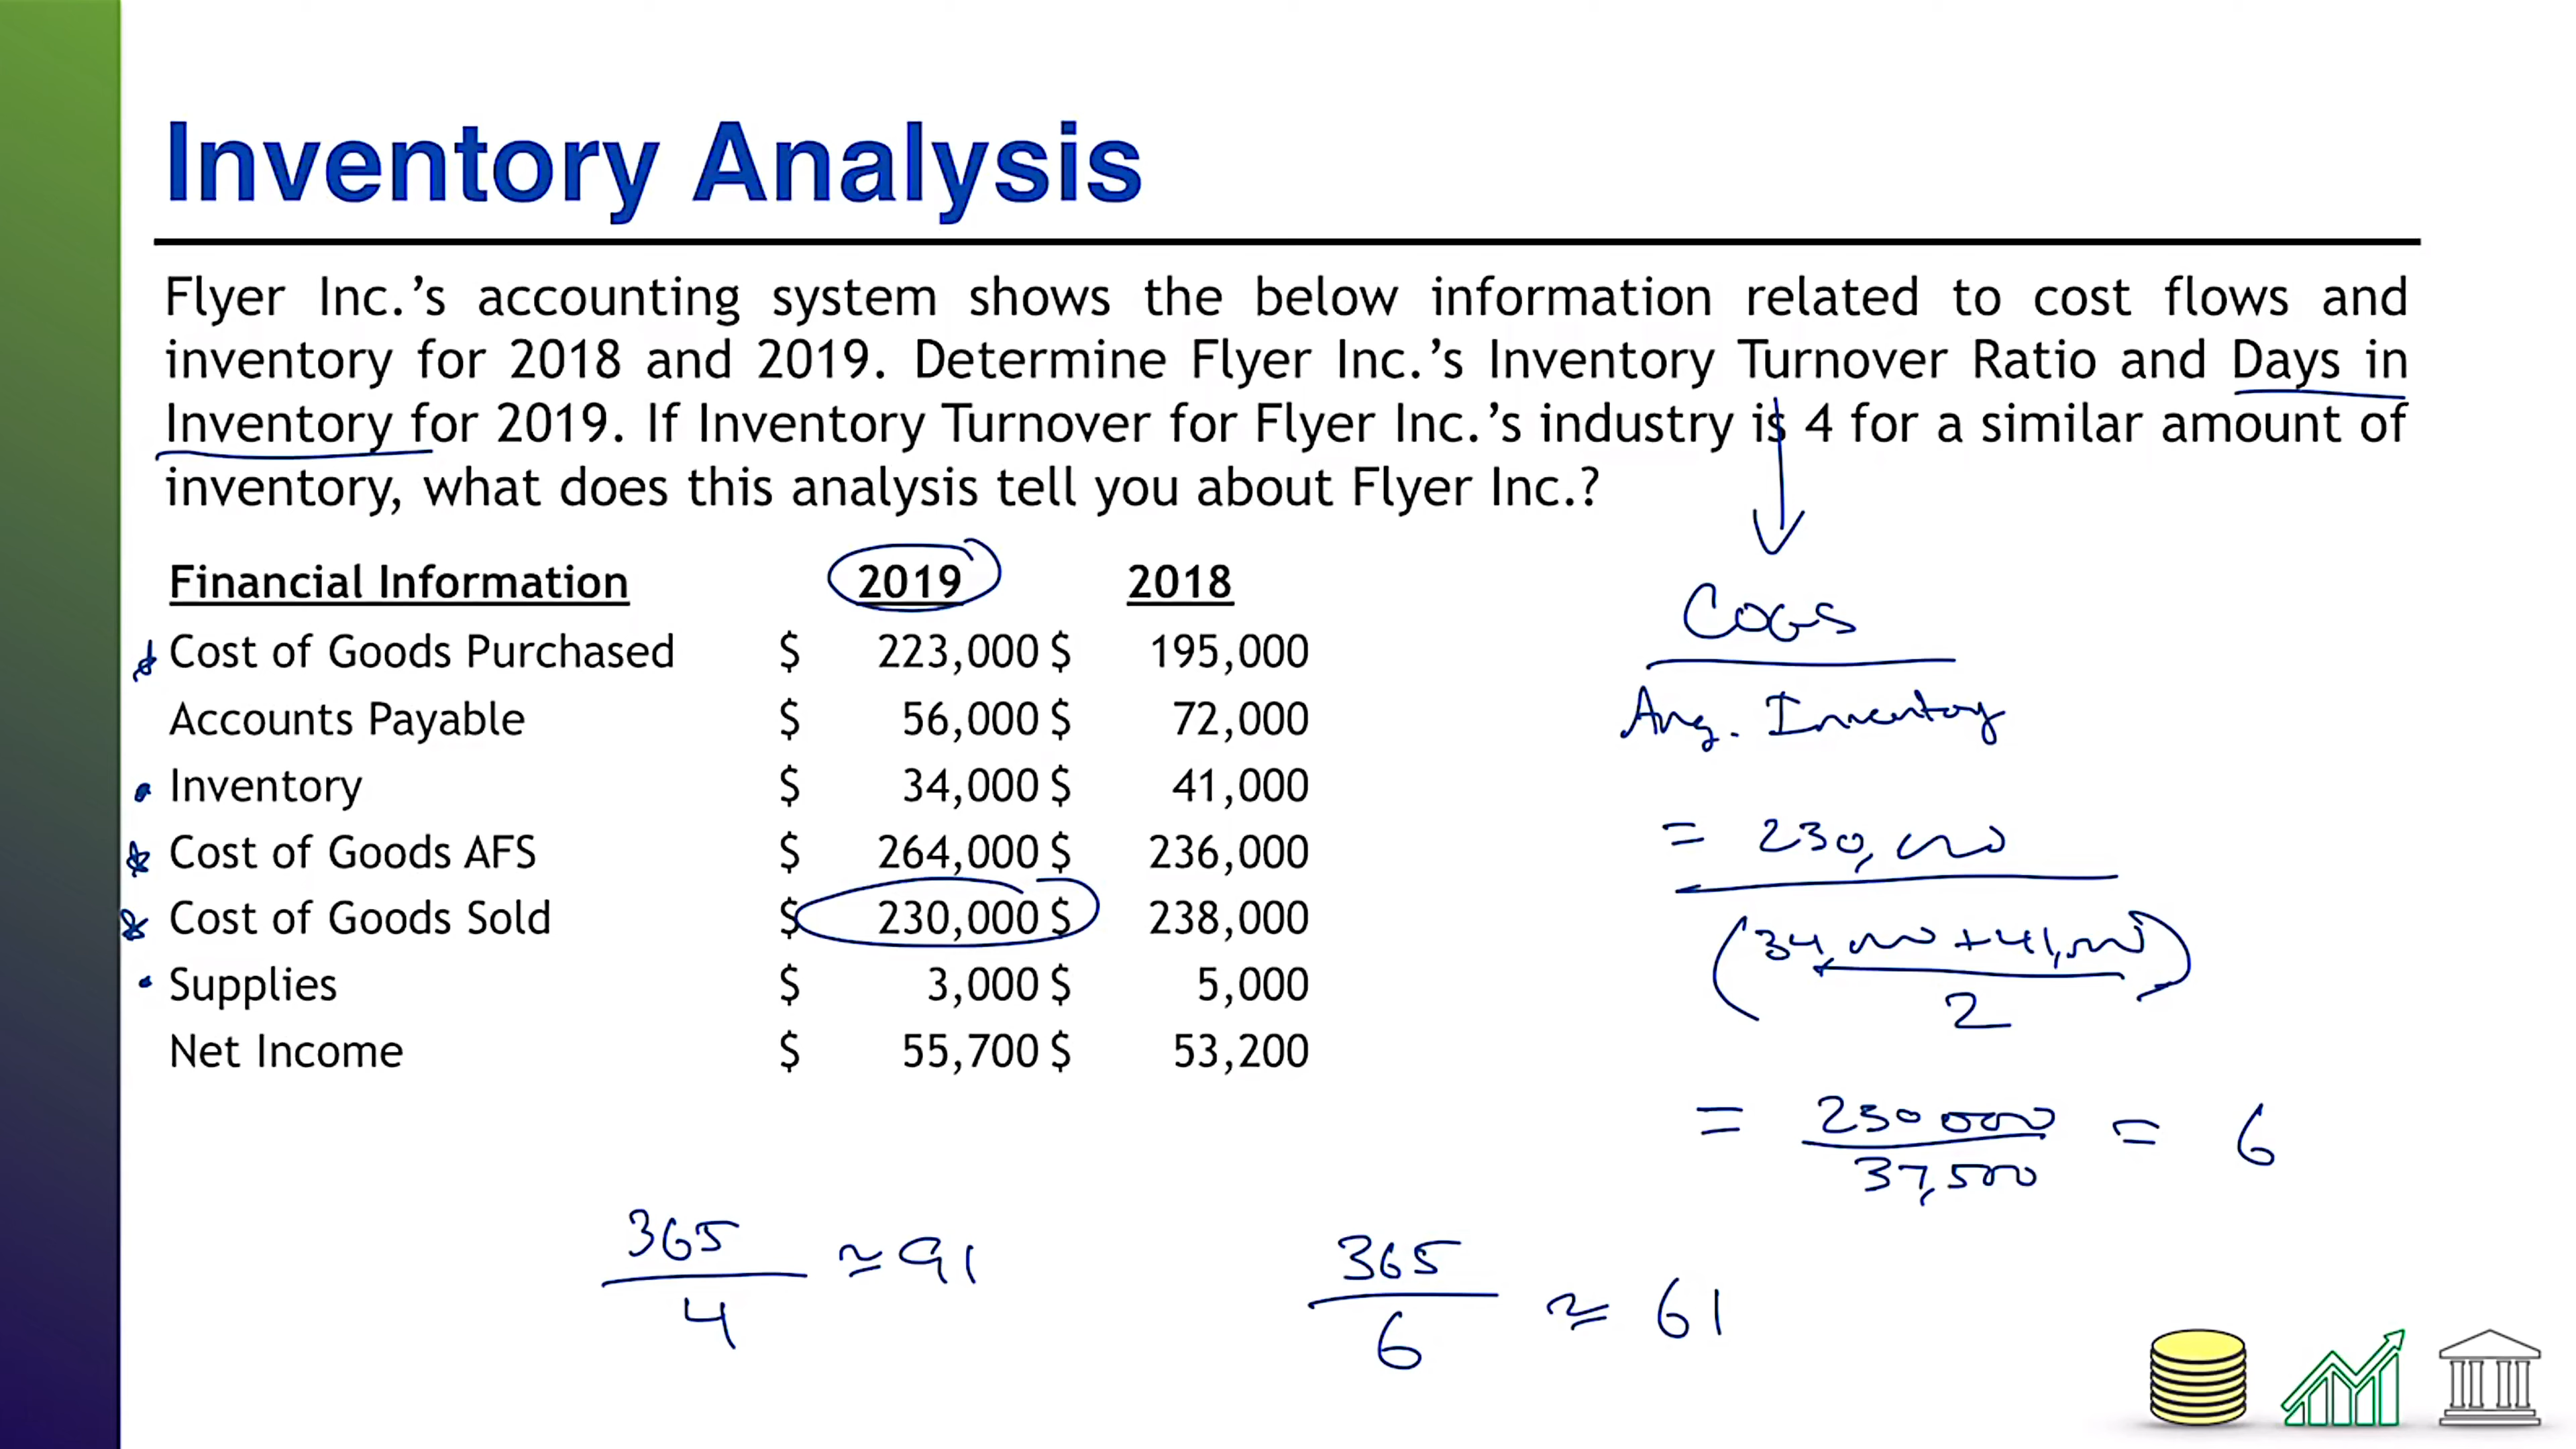 Inventory Analysis
Flyer Inc.’s accounting system shows the below information related to cost flows and
inventory for 2018 and 2019. Determine Flyer Inc.’s Inventory Turnover Ratio and Days in
Inventory for 2019. If Inventory Turnover for Flyer Inc.’s industry is 4 for a similar amount of
inventory, what does this analysis tell you about Flyer Inc.?
Financial Information 2019 2018
Cost of Goods Purchased $ 223,000 $ 195,000
Accounts Payable $ 56,000 $ 72,000
Inventory $ 34,000 $ 41,000
Cost of Goods AFS $ 264,000 $ 236,000
Cost of Goods Sold $ 230,000 $ 238,000
Supplies $ 3,000 $ 5,000
Net Income $ 55,700 $ 53,200
COGS
Avg. Inventory
= 230,000
(34,000 + 41,000)
2
= 230000 = 6
37,500
365 ≈ 91
4
365 ≈ 61
6